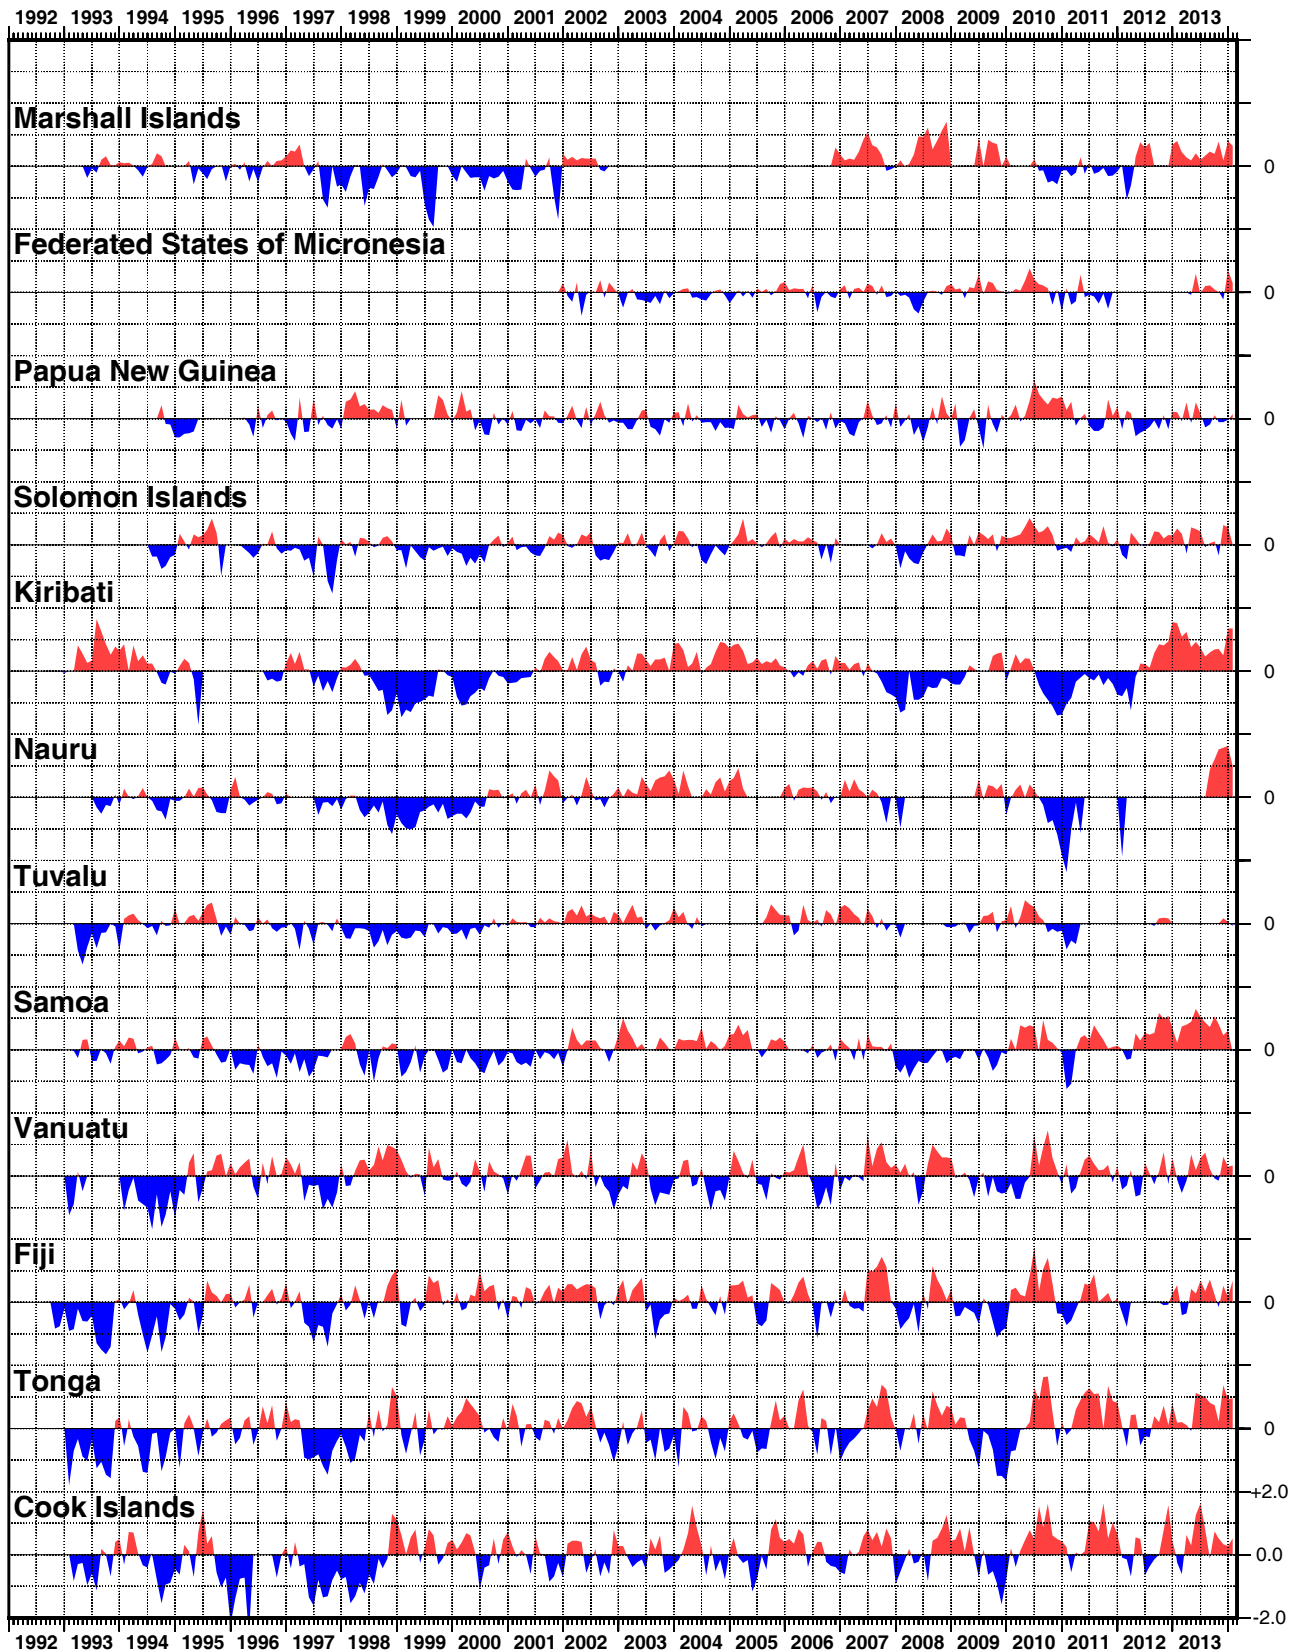 1992 1993 1994 1995 1996 1997 1998 1999 2000 2001 2002 2003 2004 2005 2006 2007 2008 2009 2010 2011 2012 2013
Marshall Islands
0
Federated States of Micronesia
0
Papua New Guinea
0
Solomon Islands
0
Kiribati
0
Nauru
0
Tuvalu
0
Samoa
0
Vanuatu
0
Fiji
0
Tonga
0
+2.0
Cook Islands
0.0
-2.0
1992 1993 1994 1995 1996 1997 1998 1999 2000 2001 2002 2003 2004 2005 2006 2007 2008 2009 2010 2011 2012 2013